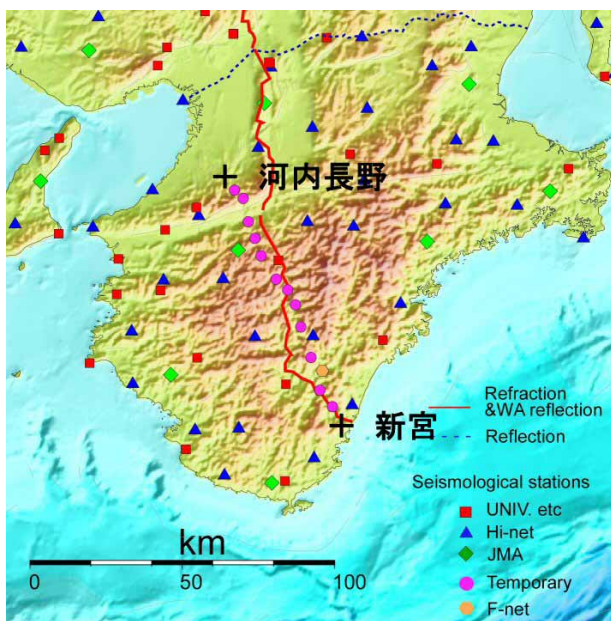 河内長野
新宮
Refraction
&WA reflection
Reflection
Seismological stations
UNIV. etc
Hi-net
JMA
Temporary
F-net
km
0 50 100